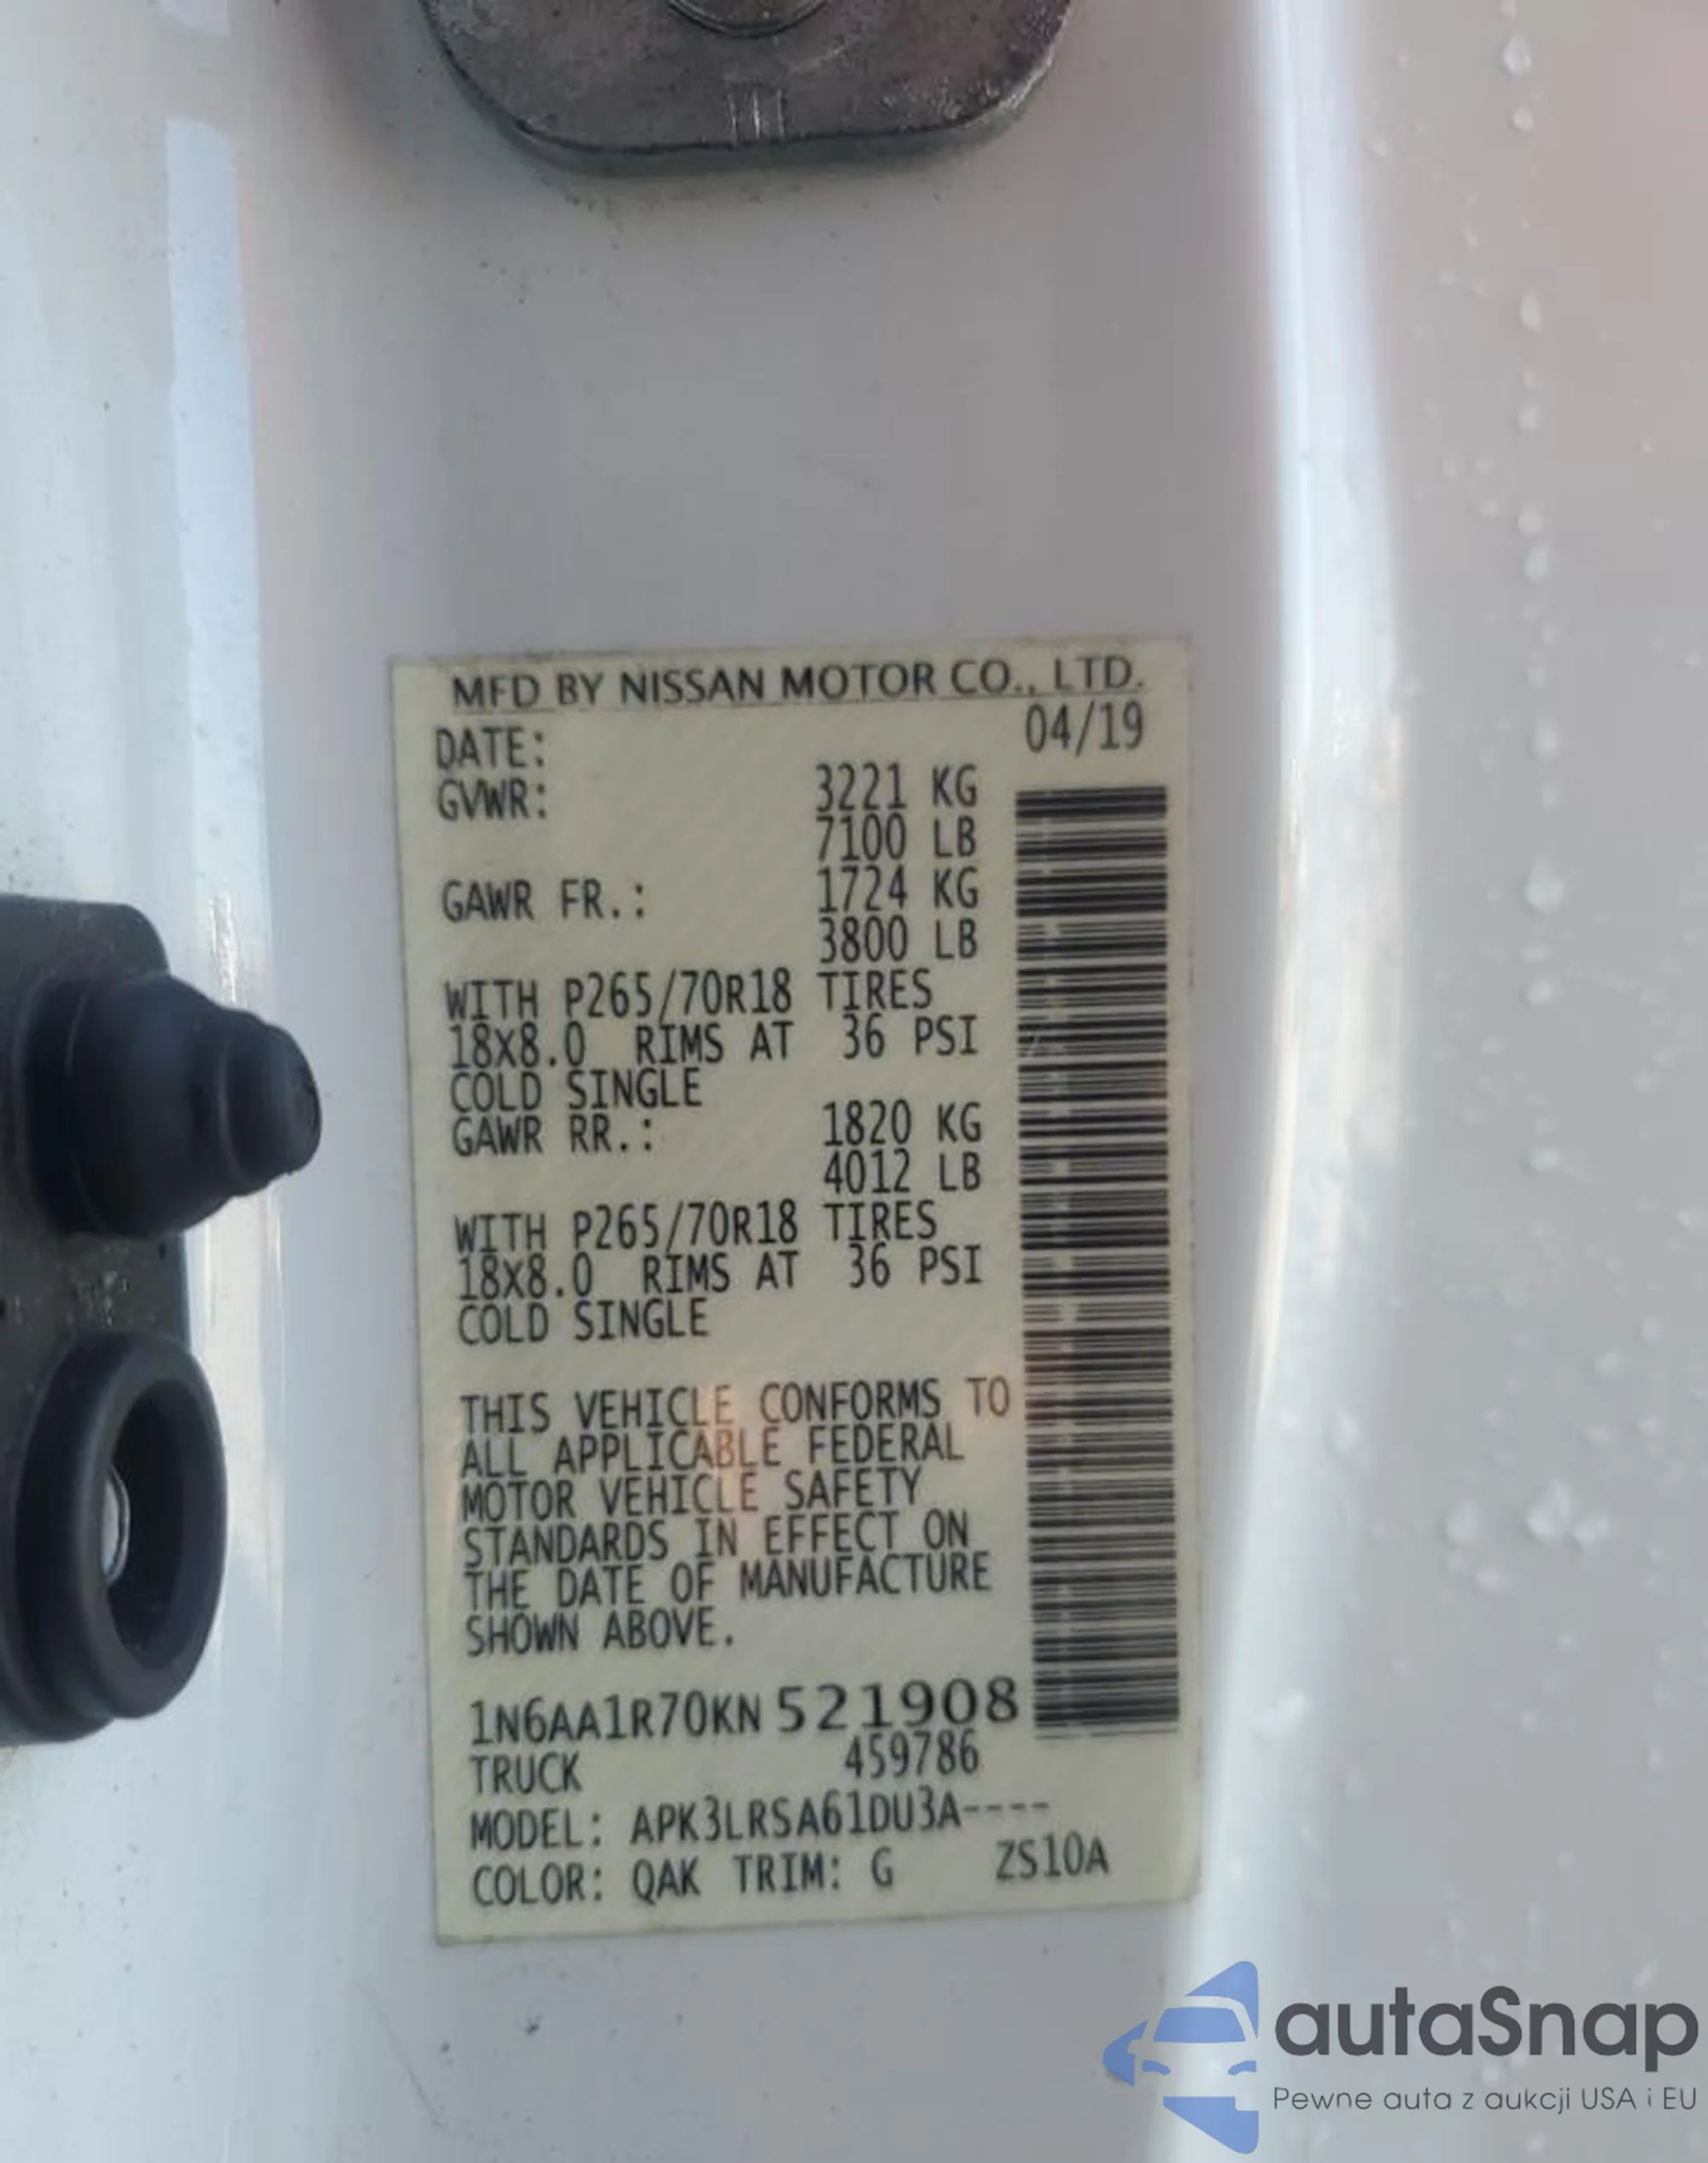 MFD BY NISSAN MOTOR CO., LTD.
DATE: 04/19
GVWR: 3221 KG
7100 LB
GAWR FR.: 1724 KG
3800 LB
WITH P265/70R18 TIRES
18X8.0 RIMS AT 36 PSI
COLD SINGLE
GAWR RR.: 1820 KG
4012 LB
WITH P265/70R18 TIRES
18X8.0 RIMS AT 36 PSI
COLD SINGLE
THIS VEHICLE CONFORMS TO
ALL APPLICABLE FEDERAL
MOTOR VEHICLE SAFETY
STANDARDS IN EFFECT ON
THE DATE OF MANUFACTURE
SHOWN ABOVE.
1N6AA1R70KN 521908
TRUCK 459786
MODEL: APK3LRSA61DU3A----
COLOR: QAK TRIM: G ZS10A
autaSnap
Pewne auta z aukcji USA i EU